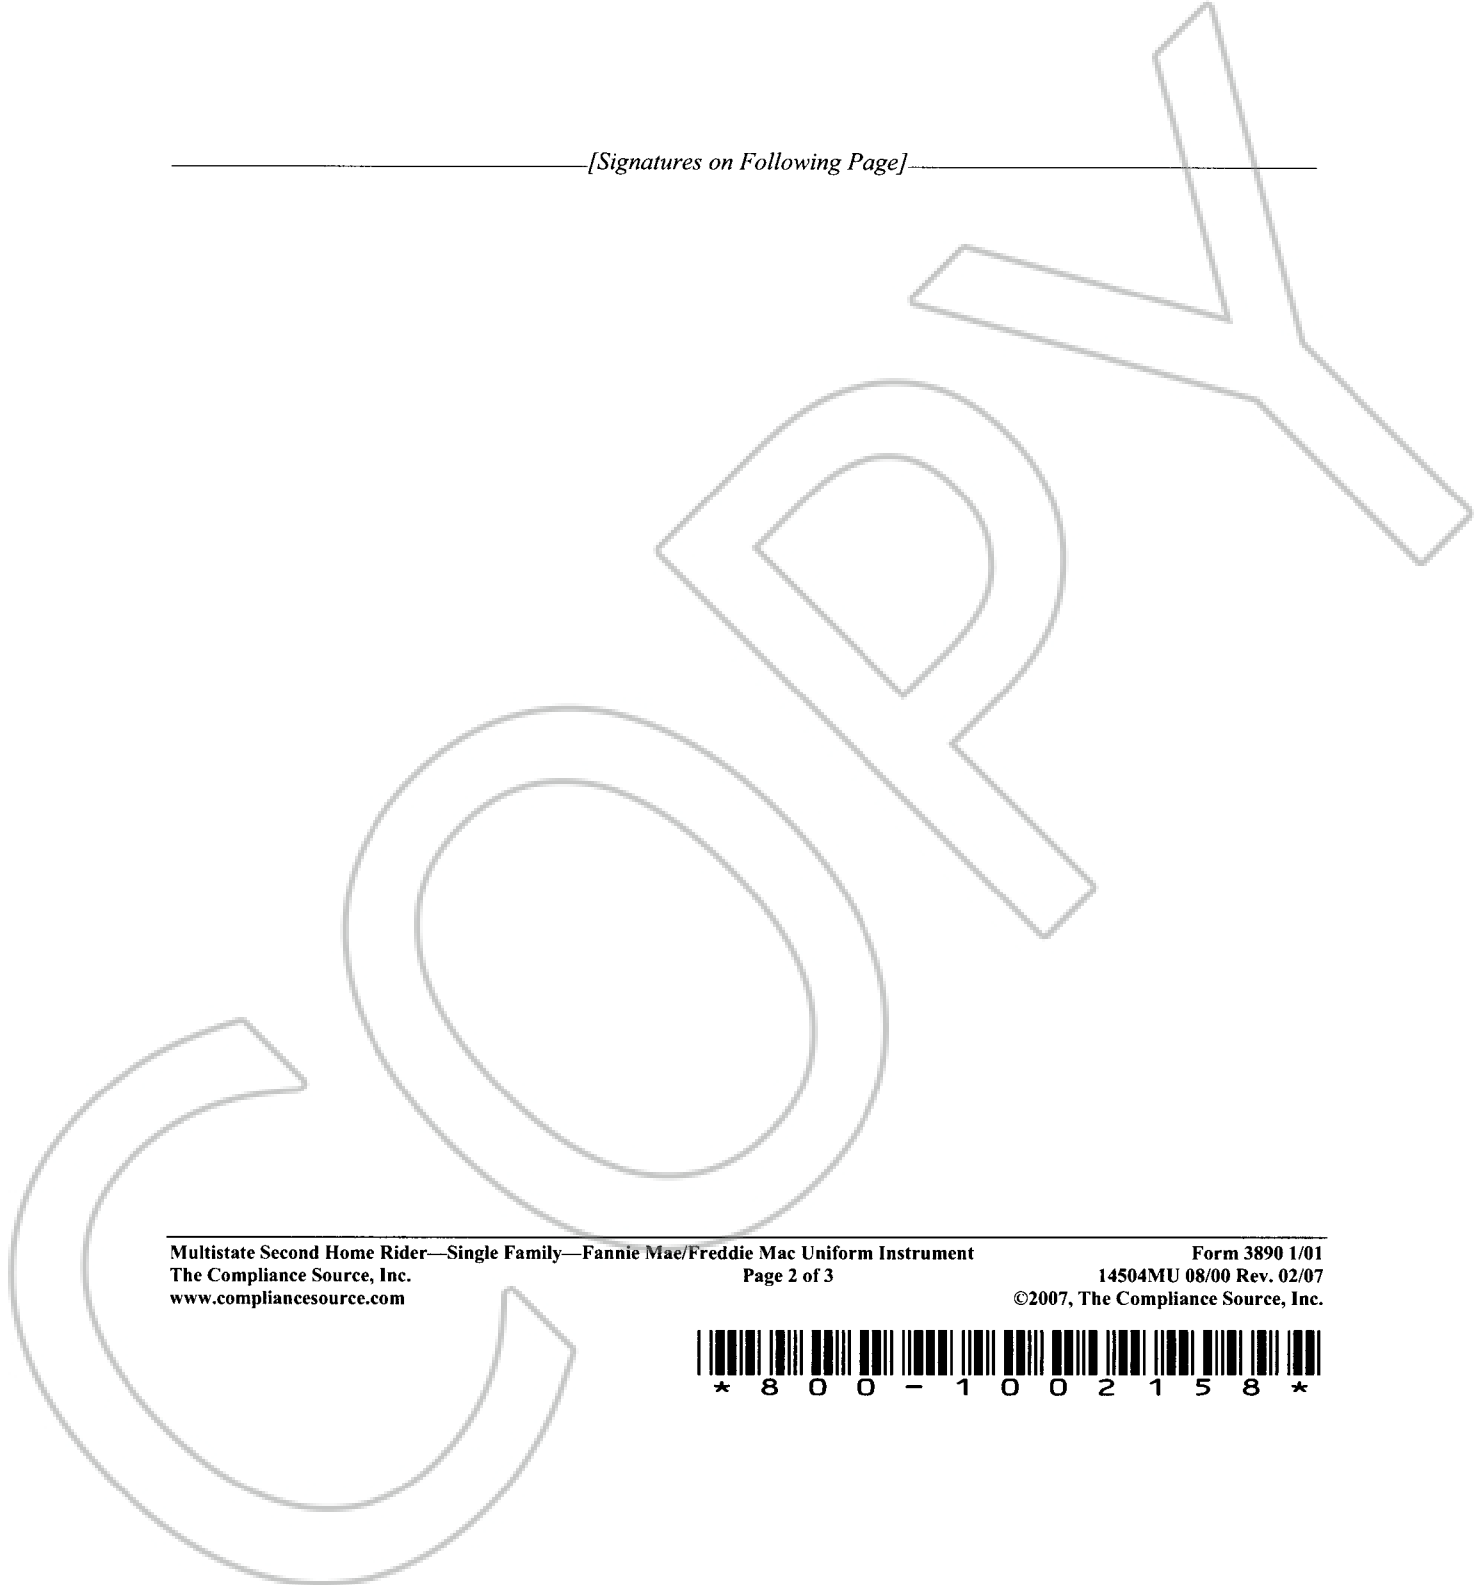 [Signatures on Following Page]
COPY
Multistate Second Home Rider—Single Family—Fannie Mae/Freddie Mac Uniform Instrument Form 3890 1/01
The Compliance Source, Inc. Page 2 of 3 14504MU 08/00 Rev. 02/07
www.compliancesource.com ©2007, The Compliance Source, Inc.
*800-1002158*